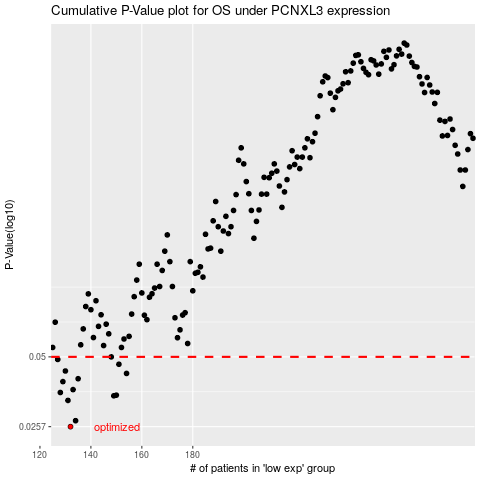 Cumulative P-Value plot for OS under PCNXL3 expression
P-Value(log10)
0.05
0.0257
optimized
120 140 160 180
# of patients in 'low exp' group